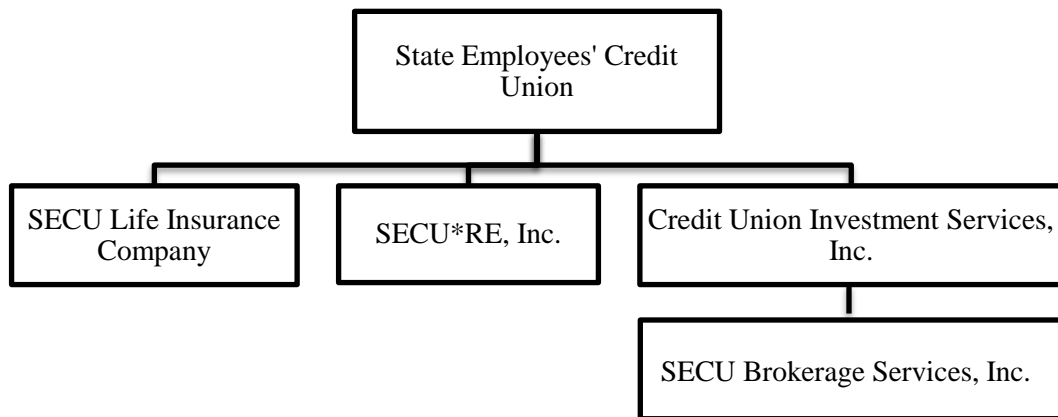 State Employees' Credit
Union
SECU Life Insurance
Company
SECU*RE, Inc.
Credit Union Investment Services,
Inc.
SECU Brokerage Services, Inc.